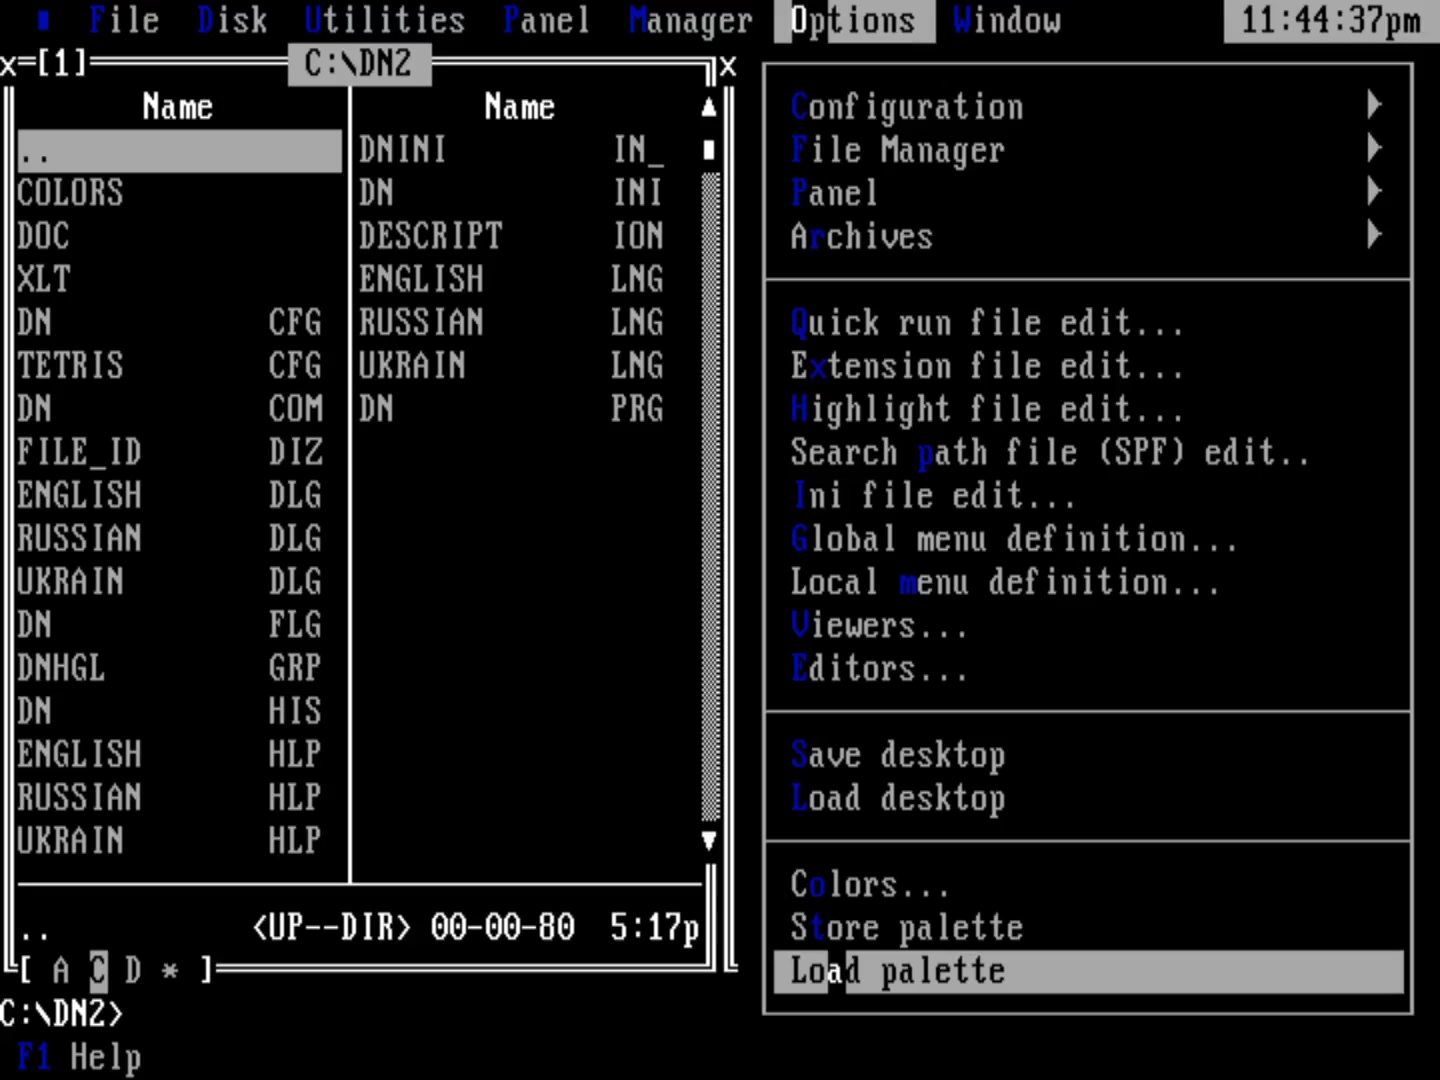 File Disk Utilities Panel Manager Options Window 11:44:37pm
x=[1] C:\DN2 x
Name Name
.. DNINI IN_
COLORS DN INI
DOC DESCRIPT ION
XLT ENGLISH LNG
DN CFG RUSSIAN LNG
TETRIS CFG UKRAIN LNG
DN COM DN PRG
FILE_ID DIZ
ENGLISH DLG
RUSSIAN DLG
UKRAIN DLG
DN FLG
DNHGL GRP
DN HIS
ENGLISH HLP
RUSSIAN HLP
UKRAIN HLP
.. <UP--DIR> 00-00-80 5:17p
[ A C D * ]
C:\DN2>
F1 Help
Configuration
File Manager
Panel
Archives
Quick run file edit...
Extension file edit...
Highlight file edit...
Search path file (SPF) edit..
Ini file edit...
Global menu definition...
Local menu definition...
Viewers...
Editors...
Save desktop
Load desktop
Colors...
Store palette
Load palette